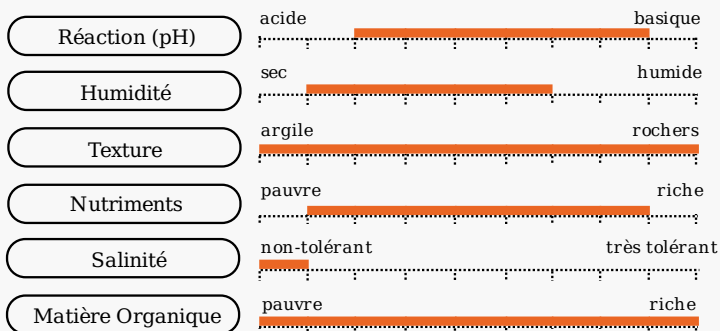 acide basique
Réaction (pH)
sec humide
Humidité
argile rochers
Texture
pauvre riche
Nutriments
non-tolérant très tolérant
Salinité
pauvre riche
Matière Organique